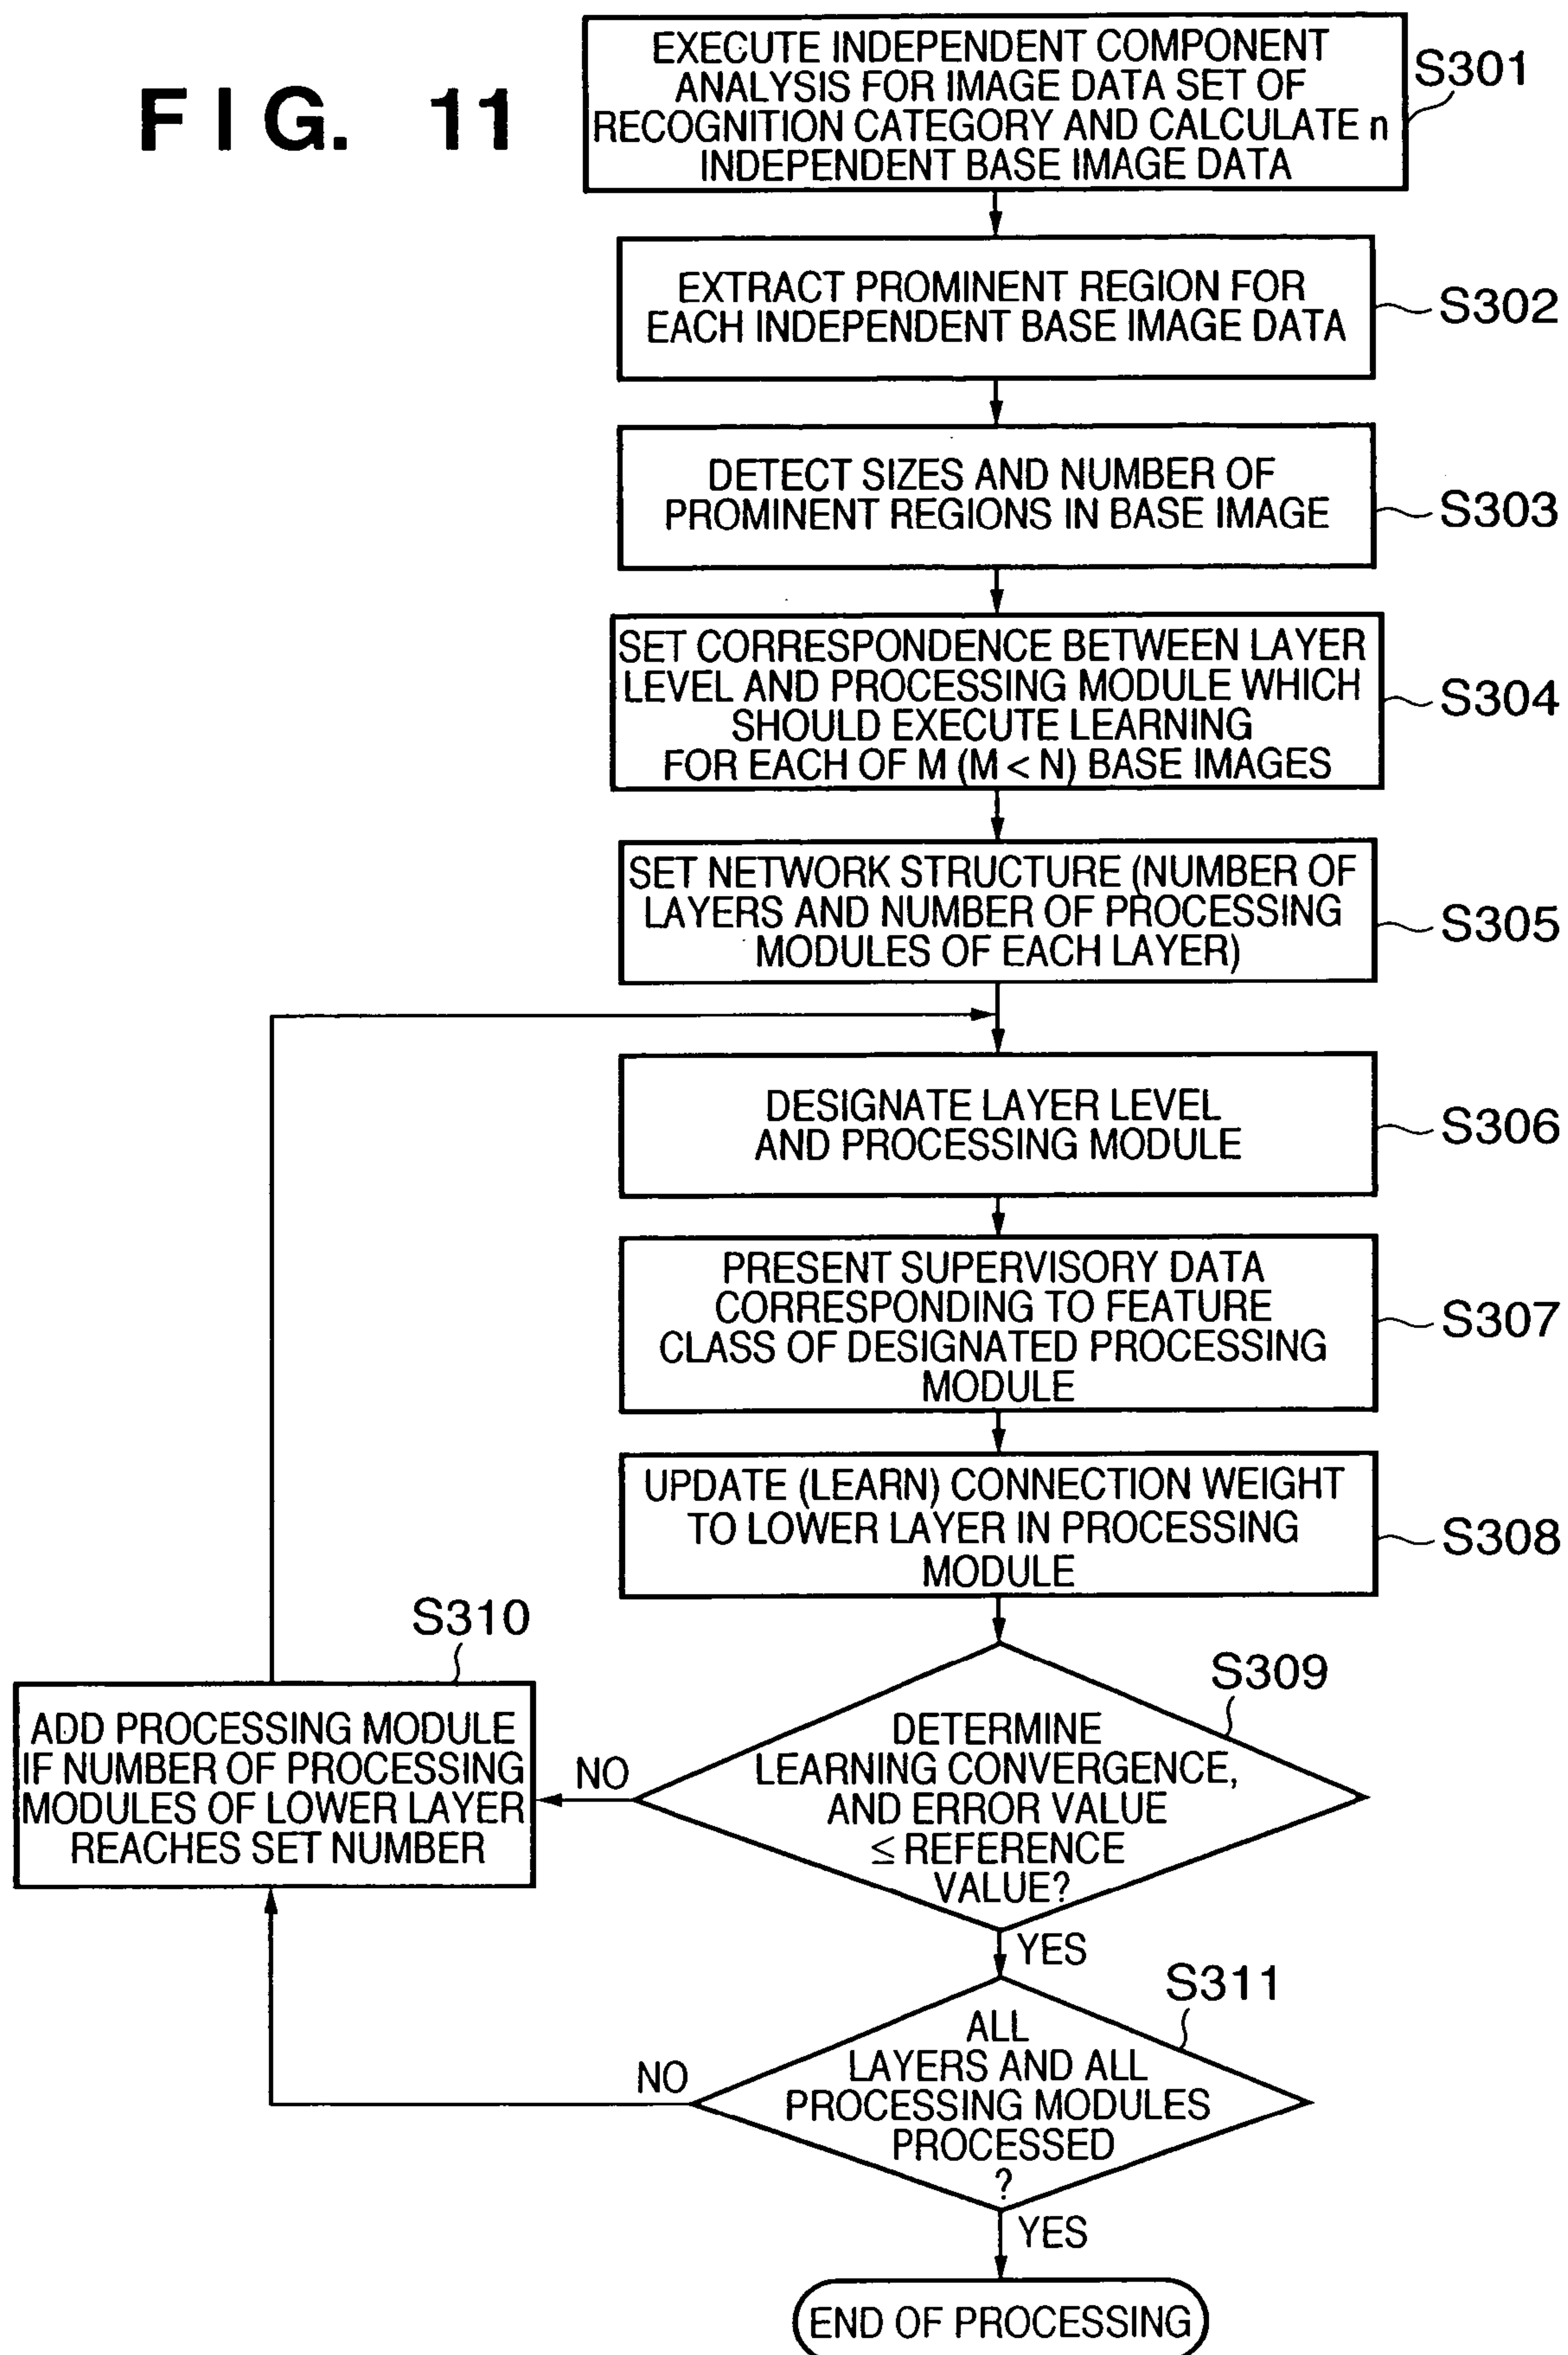 FIG. 11
EXECUTE INDEPENDENT COMPONENT
ANALYSIS FOR IMAGE DATA SET OF
RECOGNITION CATEGORY AND CALCULATE n
INDEPENDENT BASE IMAGE DATA
S301
EXTRACT PROMINENT REGION FOR
EACH INDEPENDENT BASE IMAGE DATA
S302
DETECT SIZES AND NUMBER OF
PROMINENT REGIONS IN BASE IMAGE
S303
SET CORRESPONDENCE BETWEEN LAYER
LEVEL AND PROCESSING MODULE WHICH
SHOULD EXECUTE LEARNING
FOR EACH OF M (M < N) BASE IMAGES
S304
SET NETWORK STRUCTURE (NUMBER OF
LAYERS AND NUMBER OF PROCESSING
MODULES OF EACH LAYER)
S305
DESIGNATE LAYER LEVEL
AND PROCESSING MODULE
S306
PRESENT SUPERVISORY DATA
CORRESPONDING TO FEATURE
CLASS OF DESIGNATED PROCESSING
MODULE
S307
UPDATE (LEARN) CONNECTION WEIGHT
TO LOWER LAYER IN PROCESSING
MODULE
S308
S310
ADD PROCESSING MODULE
IF NUMBER OF PROCESSING
MODULES OF LOWER LAYER
REACHES SET NUMBER
NO
S309
DETERMINE
LEARNING CONVERGENCE,
AND ERROR VALUE
≤ REFERENCE
VALUE?
YES
S311
NO
ALL
LAYERS AND ALL
PROCESSING MODULES
PROCESSED
?
YES
END OF PROCESSING